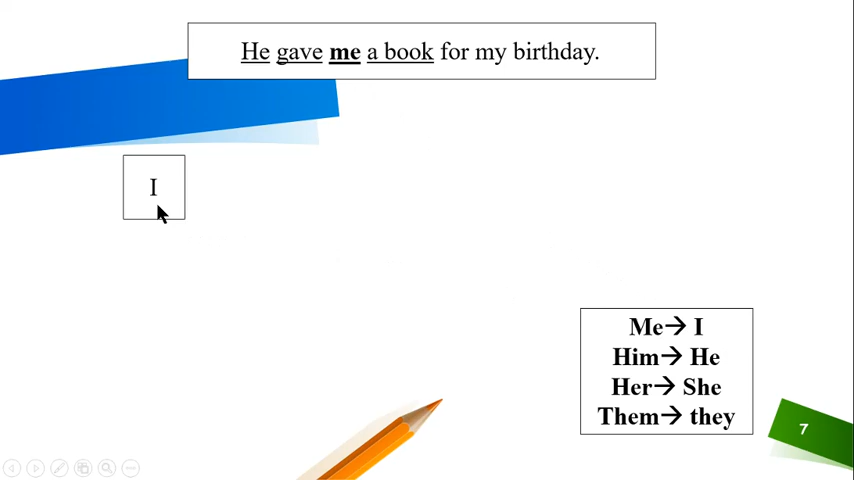 He gave me a book for my birthday.
I
Me→ I
Him→ He
Her→ She
Them→ they
7